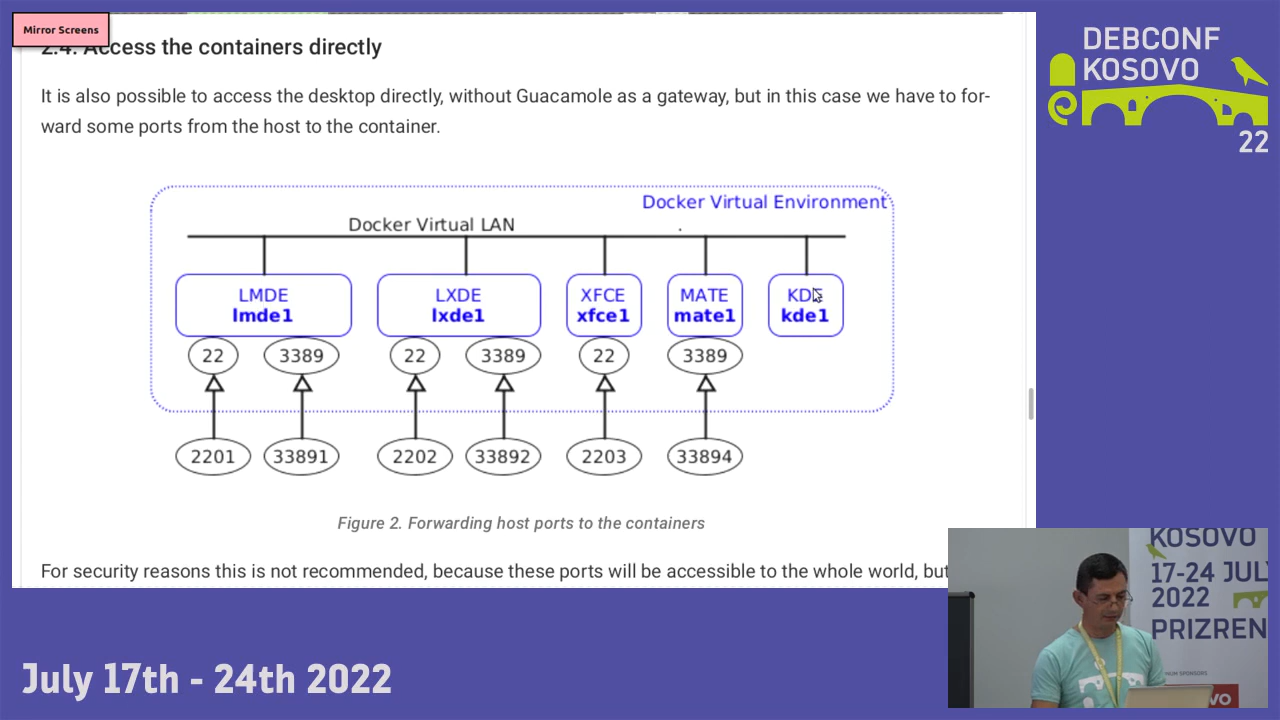 Mirror Screens
2.4. Access the containers directly
It is also possible to access the desktop directly, without Guacamole as a gateway, but in this case we have to for-
ward some ports from the host to the container.
Docker Virtual Environment
Docker Virtual LAN
LMDE
lmde1
LXDE
lxde1
XFCE
xfce1
MATE
mate1
KDE
kde1
22
3389
22
3389
22
3389
2201
33891
2202
33892
2203
33894
Figure 2. Forwarding host ports to the containers
For security reasons this is not recommended, because these ports will be accessible to the whole world, but
DEBCONF
KOSOVO
22
KOSOVO
17-24 JUL
2022
PRIZREN
July 17th - 24th 2022